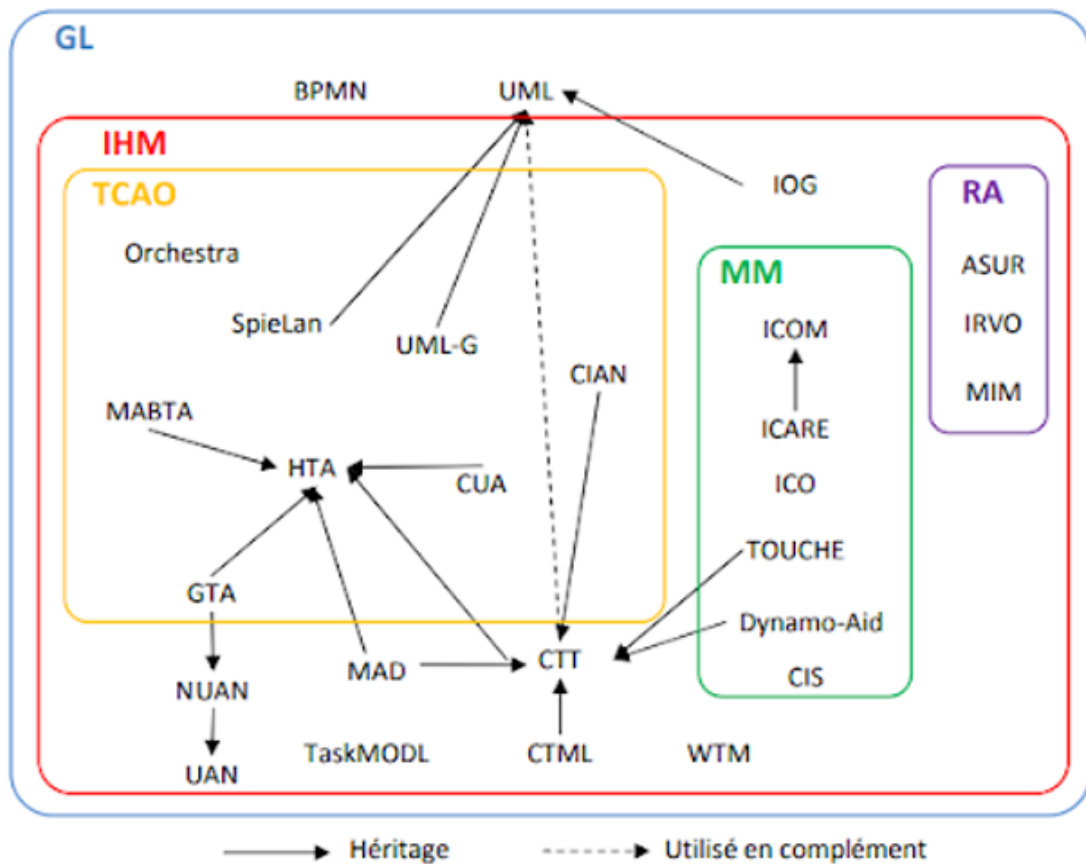 GL
BPMN
UML
IHM
TCAO
IOG
RA
Orchestra
MM
ASUR
SpieLan
UML-G
ICOM
IRVO
CIAN
MIM
MABTA
ICARE
HTA
CUA
ICO
TOUCHE
GTA
Dynamo-Aid
MAD
CTT
CIS
NUAN
TaskMODL
CTML
WTM
UAN
Héritage
Utilisé en complément